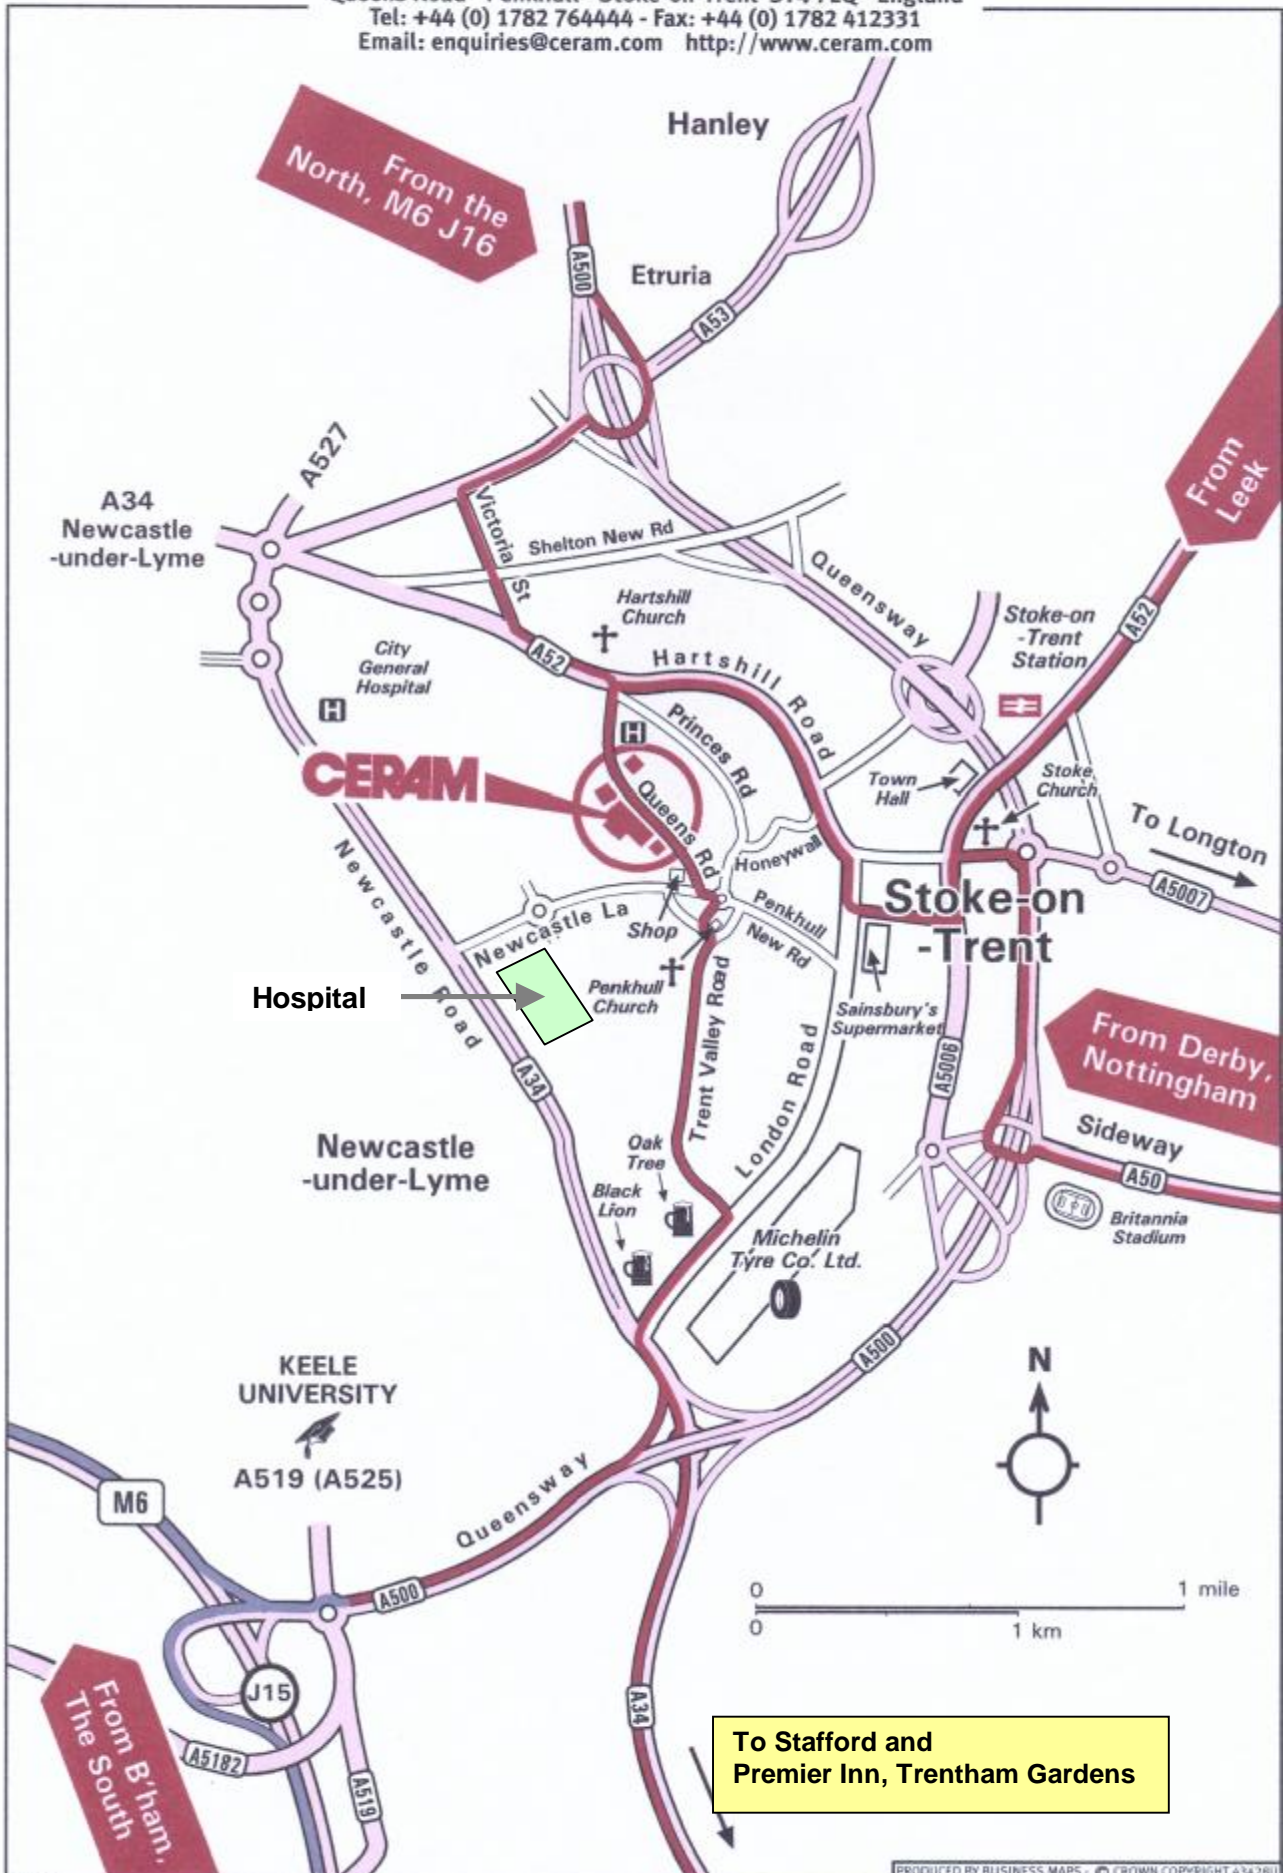 Tel: +44 (0) 1782 764444 - Fax: +44 (0) 1782 412331
Email: enquiries@ceram.com http://www.ceram.com
Hanley
From the
North, M6 J16
A500
Etruria
A53
From
Leek
A527
A34
Newcastle
-under-Lyme
Victoria St
Shelton New Rd
Queensway
Hartshill
Church
Stoke-on
-Trent
Station
A52
City
General
Hospital
H
A52
Hartshill Road
Princes Rd
H
CERAM
Queens Rd
Town
Hall
Stoke
Church
To Longton
A5007
Honeywall
Newcastle Road
Newcastle La
Shop
Penkhull
New Rd
Stoke-on
-Trent
Hospital
Penkhull
Church
Trent Valley Road
Sainsbury's
Supermarket
From Derby,
Nottingham
A5006
A34
London Road
Sideway
A50
Newcastle
-under-Lyme
Oak
Tree
Black
Lion
Britannia
Stadium
Michelin
Tyre Co. Ltd.
A500
KEELE
UNIVERSITY
A519 (A525)
N
M6
Queensway
A500
0
1 mile
0
1 km
J15
From B'ham,
The South
A5182
A519
A34
To Stafford and
Premier Inn, Trentham Gardens
PRODUCED BY BUSINESS MAPS - © CROWN COPYRIGHT